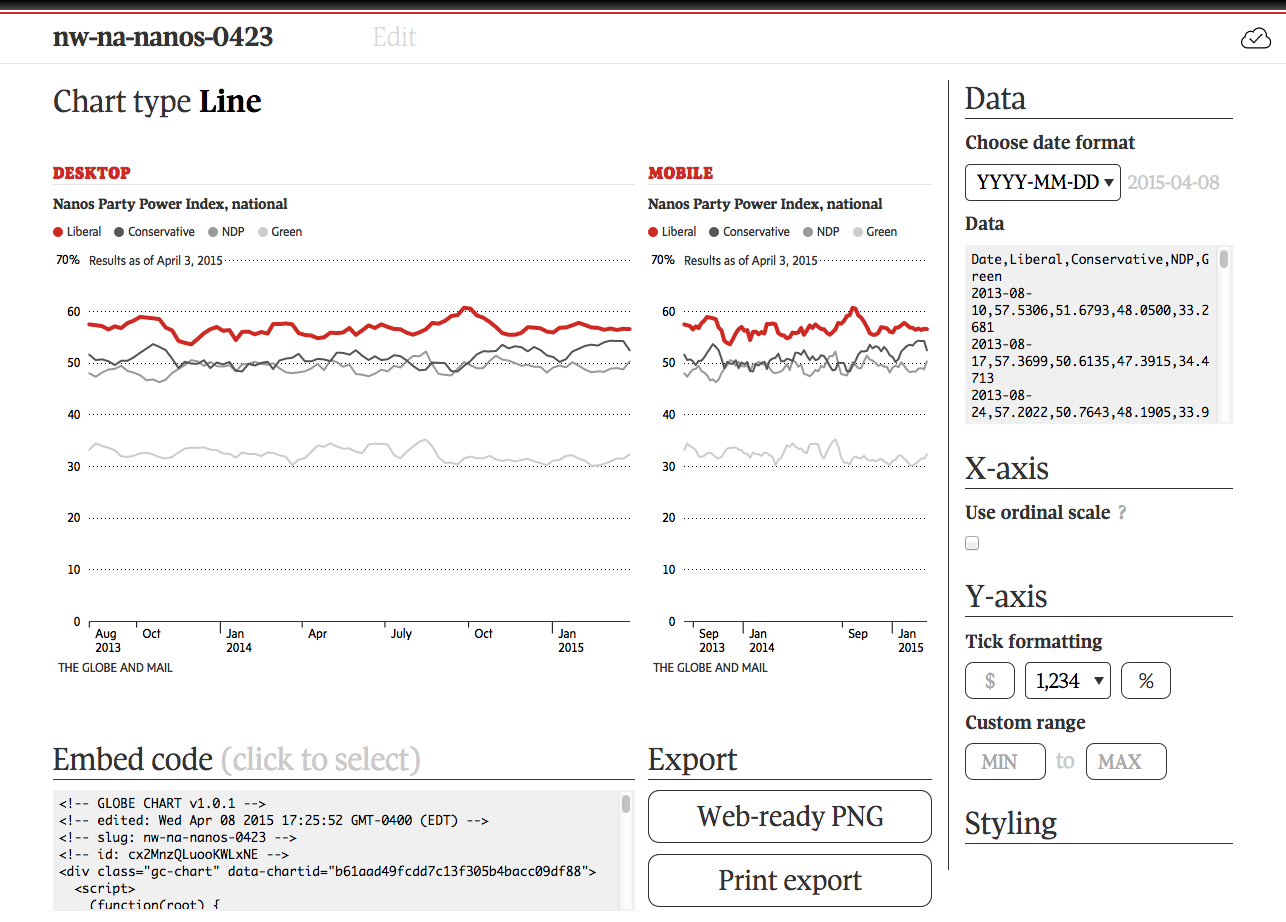 nw-na-nanos-0423
Edit
Chart type Line
DESKTOP
Nanos Party Power Index, national
Liberal Conservative NDP Green
70% Results as of April 3, 2015
60
50
40
30
20
10
0
Aug Oct Jan Apr July Oct Jan
2013 2014 2015
THE GLOBE AND MAIL
MOBILE
Nanos Party Power Index, national
Liberal Conservative NDP Green
70% Results as of April 3, 2015
60
50
40
30
20
10
0
Sep Jan Sep Jan
2013 2014 2015
THE GLOBE AND MAIL
Embed code (click to select)
<!-- GLOBE CHART v1.0.1 -->
<!-- edited: Wed Apr 08 2015 17:25:52 GMT-0400 (EDT) -->
<!-- slug: nw-na-nanos-0423 -->
<!-- id: cx2MnzQLuooKWLxNE -->
<div class="gc-chart" data-chartid="b61aad49fcdd7c13f305b4bacc09df88">
<script>
(function(root) {
Export
Web-ready PNG
Print export
Data
Choose date format
YYYY-MM-DD 2015-04-08
Data
Date,Liberal,Conservative,NDP,G
reen
2013-08-
10,57.5306,51.6793,48.0500,33.2
681
2013-08-
17,57.3699,50.6135,47.3915,34.4
713
2013-08-
24,57.2022,50.7643,48.1905,33.9
X-axis
Use ordinal scale ?
Y-axis
Tick formatting
$ 1,234 %
Custom range
MIN to MAX
Styling